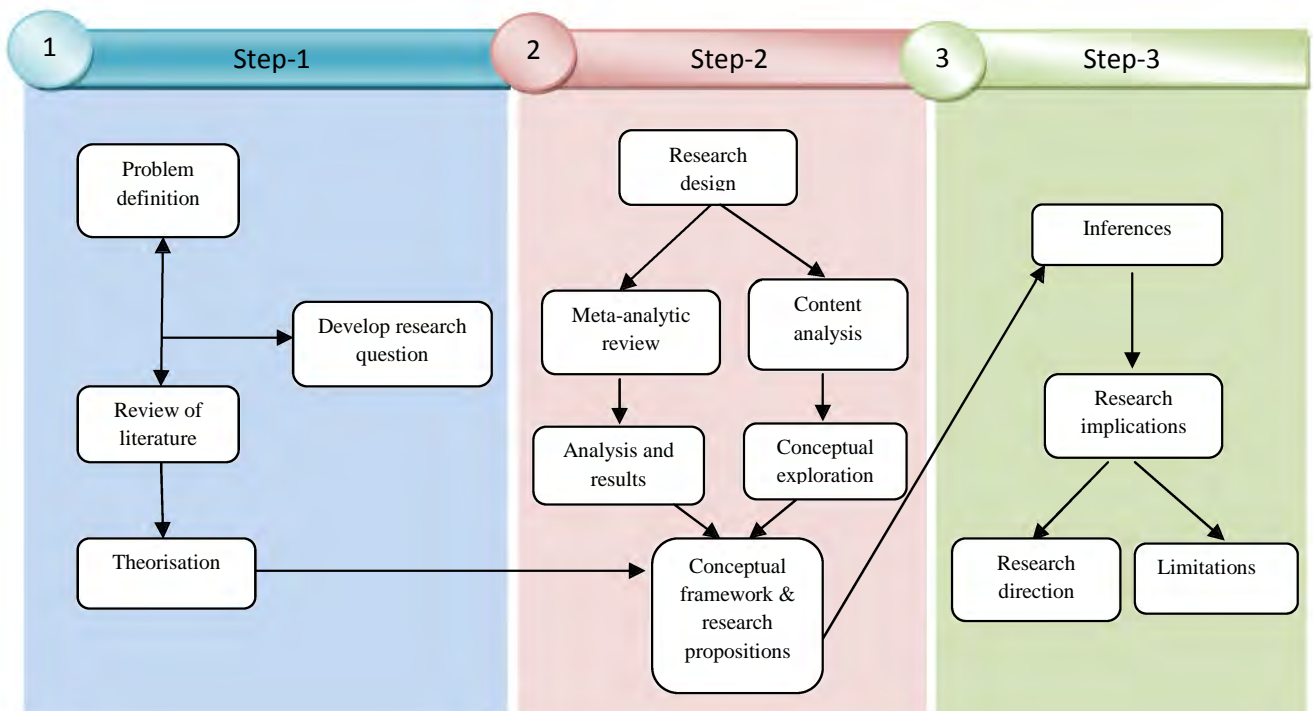 1
Step-1
2
Step-2
3
Step-3
Problem
definition
Develop research
question
Review of
literature
Theorisation
Research
design
Meta-analytic
review
Content
analysis
Analysis and
results
Conceptual
exploration
Conceptual
framework &
research
propositions
Inferences
Research
implications
Research
direction
Limitations